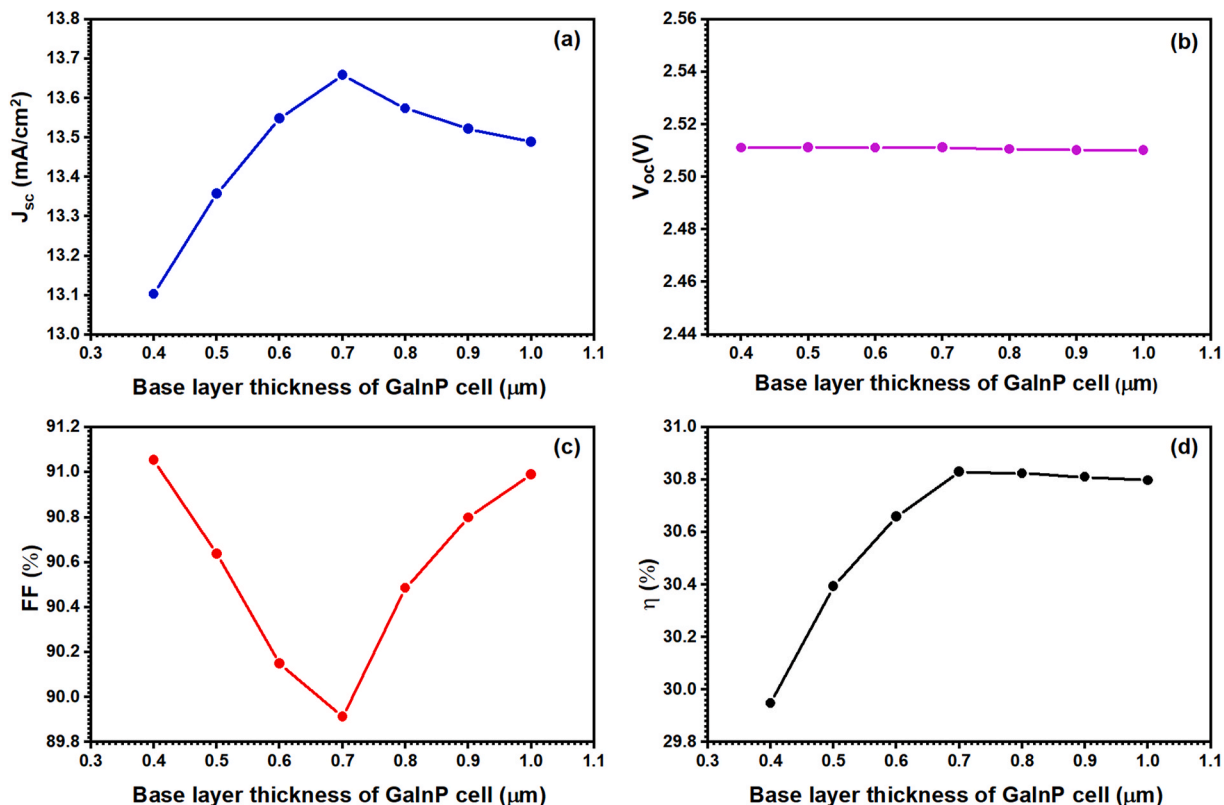 (a)
J_sc (mA/cm²)
13.8
13.7
13.6
13.5
13.4
13.3
13.2
13.1
13.0
0.3 0.4 0.5 0.6 0.7 0.8 0.9 1.0 1.1
Base layer thickness of GaInP cell (μm)
(b)
V_oc(V)
2.56
2.54
2.52
2.50
2.48
2.46
2.44
0.4 0.5 0.6 0.7 0.8 0.9 1.0 1.1
Base layer thickness of GaInP cell (μm)
(c)
FF (%)
91.2
91.0
90.8
90.6
90.4
90.2
90.0
89.8
0.3 0.4 0.5 0.6 0.7 0.8 0.9 1.0 1.1
Base layer thickness of GaInP cell (μm)
(d)
η (%)
31.0
30.8
30.6
30.4
30.2
30.0
29.8
0.3 0.4 0.5 0.6 0.7 0.8 0.9 1.0 1.1
Base layer thickness of GaInP cell (μm)